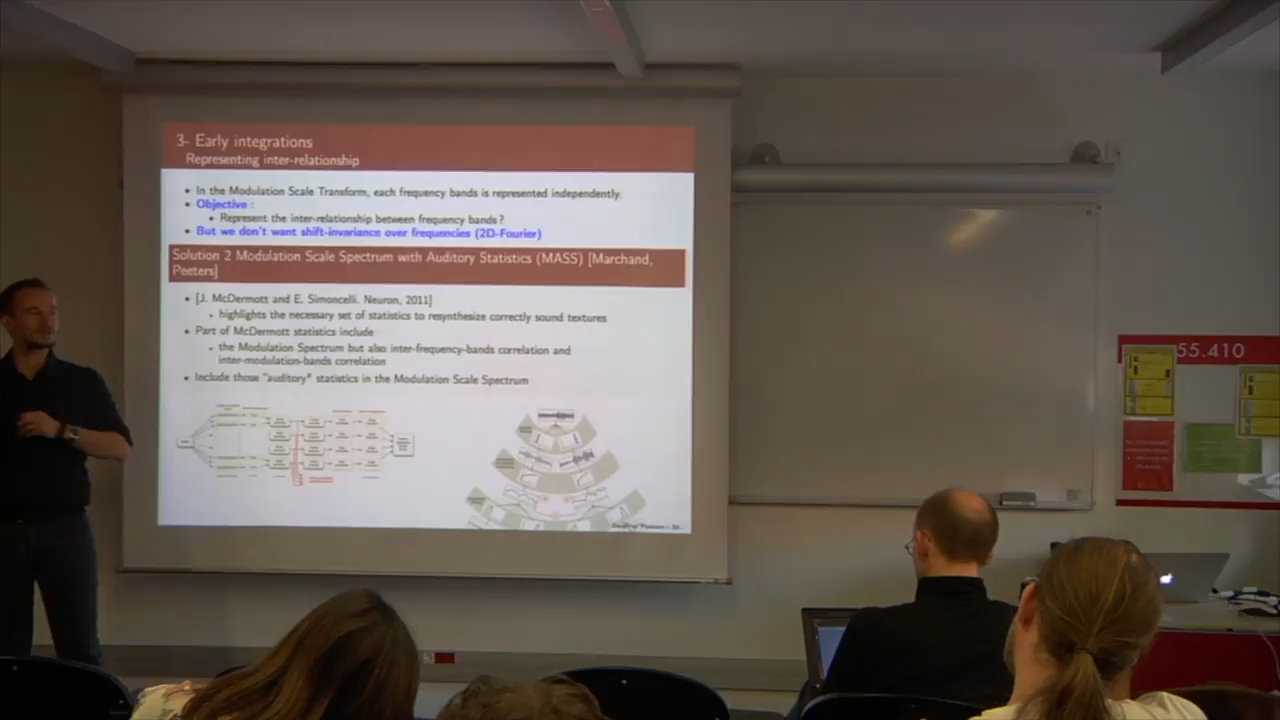 3- Early integrations
Representing inter-relationship
• In the Modulation Scale Transform, each frequency bands is represented independently.
• Objective :
• Represent the inter-relationship between frequency bands ?
• But we don't want shift-invariance over frequencies (2D-Fourier)
Solution 2 Modulation Scale Spectrum with Auditory Statistics (MASS) [Marchand,
Peeters]
• [J. McDermott and E. Simoncelli. Neuron, 2011]
• highlights the necessary set of statistics to resynthesize correctly sound textures
• Part of McDermott statistics include
• the Modulation Spectrum but also inter-frequency-bands correlation and
inter-modulation-bands correlation
• Include those "auditory" statistics in the Modulation Scale Spectrum
55.410